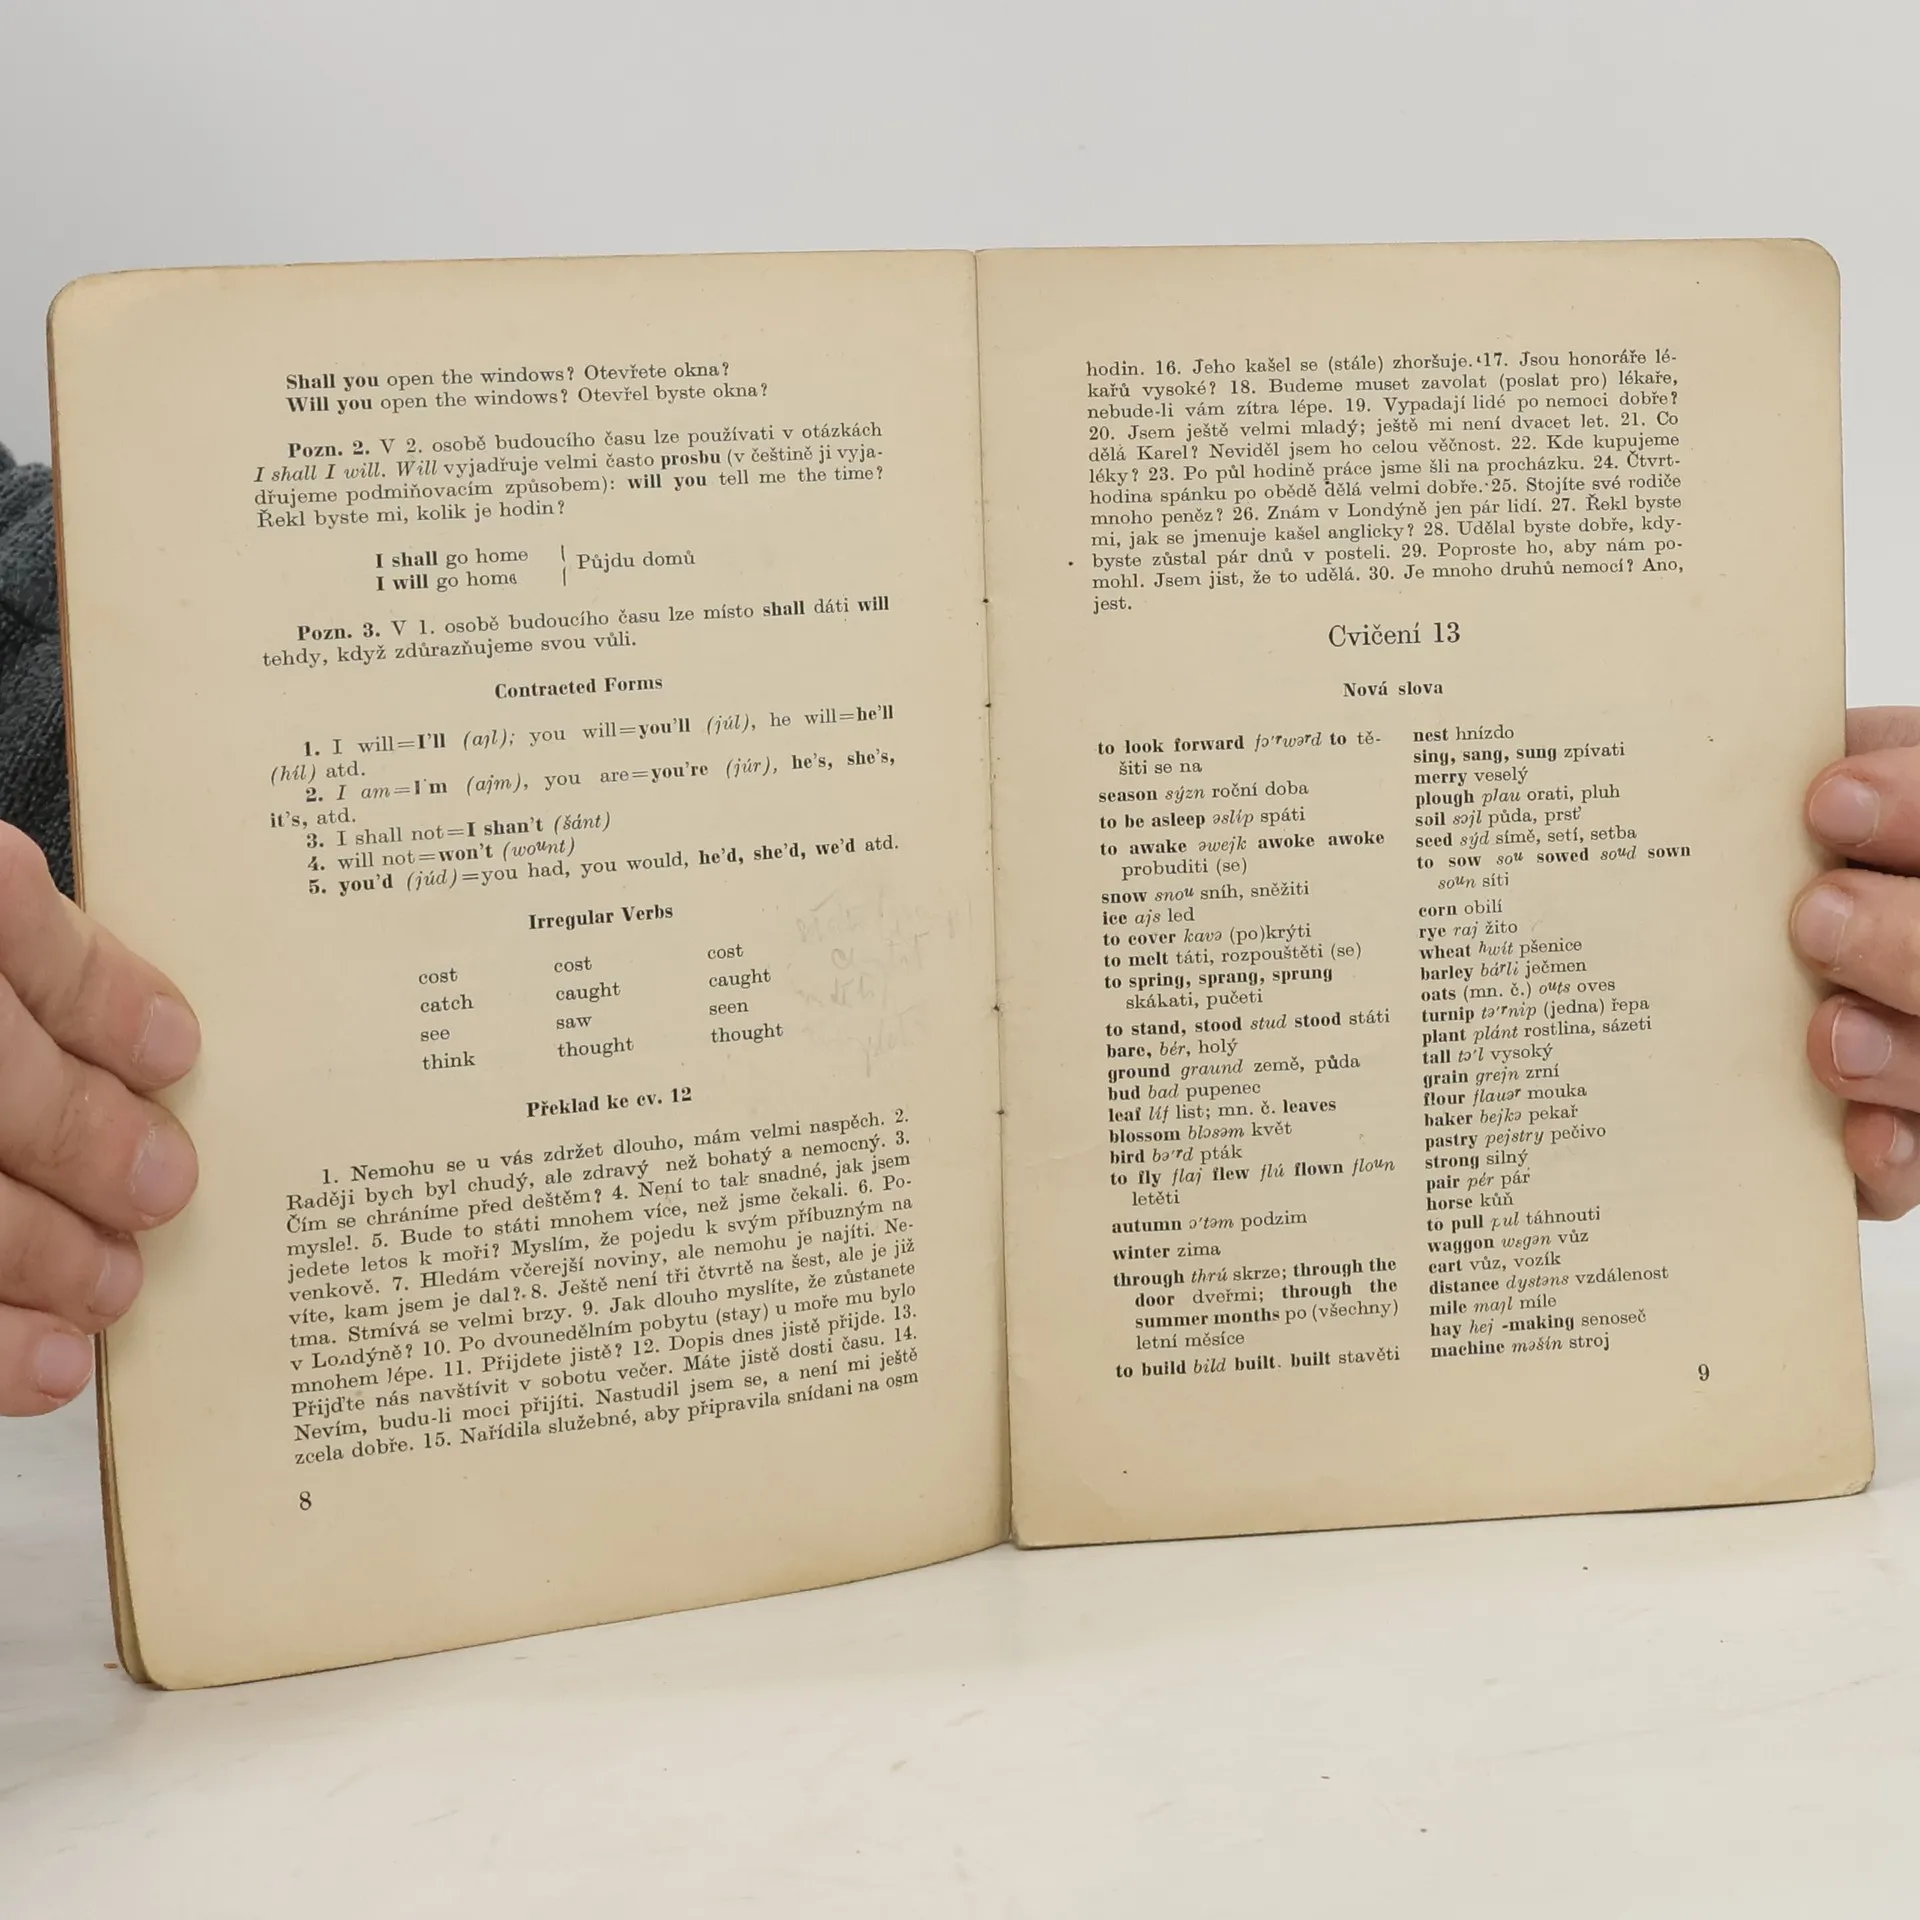 Shall you open the windows? Otevřete okna?
Will you open the windows? Otevřel byste okna?
Pozn. 2. V 2. osobě budoucího času lze používati v otázkách
I shall I will. Will vyjadřuje velmi často prosbu (v češtině ji vyja-
dřujeme podmiňovacím způsobem): will you tell me the time?
Řekl byste mi, kolik je hodin?
I shall go home
I will go home
Půjdu domů
Pozn. 3. V 1. osobě budoucího času lze místo shall dáti will
tehdy, když zdůrazňujeme svou vůli.
Contracted Forms
1. I will=I'll (ajl); you will=you'll (júl), he will=he'll
(híl) atd.
2. I am=I'm (ajm), you are=you're (júr), he's, she's,
it's, atd.
3. I shall not=I shan't (šánt)
4. will not=won't (wount)
5. you'd (júd)=you had, you would, he'd, she'd, we'd atd.
Irregular Verbs
cost cost cost
catch caught caught
see saw seen
think thought thought
Překlad ke cv. 12
1. Nemohu se u vás zdržet dlouho, mám velmi naspěch. 2.
Raději bych byl chudý, ale zdravý než bohatý a nemocný. 3.
Čím se chráníme před deštěm? 4. Není to tak snadné, jak jsem
mysle!. 5. Bude to státi mnohem více, než jsme čekali. 6. Po-
jedete letos k moři? Myslím, že pojedu k svým příbuzným na
venkově. 7. Hledám včerejší noviny, ale nemohu je najíti. Ne-
víte, kam jsem je dal? 8. Ještě není tři čtvrtě na šest, ale je již
tma. Stmívá se velmi brzy. 9. Jak dlouho myslíte, že zůstanete
v Londýně? 10. Po dvounedělním pobytu (stay) u moře mu bylo
mnohem lépe. 11. Přijdete jistě? 12. Dopis dnes jistě přijde. 13.
Přijďte nás navštívit v sobotu večer. Máte jistě dosti času. 14.
Nevím, budu-li moci přijíti. Nastudil jsem se, a není mi ještě
zcela dobře. 15. Nařídila služebné, aby připravila snídani na osm
8
hodin. 16. Jeho kašel se (stále) zhoršuje. 17. Jsou honoráře lé-
kařů vysoké? 18. Budeme muset zavolat (poslat pro) lékaře,
nebude-li vám zítra lépe. 19. Vypadají lidé po nemoci dobře?
20. Jsem ještě velmi mladý; ještě mi není dvacet let. 21. Co
dělá Karel? Neviděl jsem ho celou věčnost. 22. Kde kupujeme
léky? 23. Po půl hodině práce jsme šli na procházku. 24. Čtvrt-
hodina spánku po obědě dělá velmi dobře. 25. Stojíte své rodiče
mnoho peněz? 26. Znám v Londýně jen pár lidí. 27. Řekl byste
mi, jak se jmenuje kašel anglicky? 28. Udělal byste dobře, kdy-
byste zůstal pár dnů v posteli. 29. Poproste ho, aby nám po-
mohl. Jsem jist, že to udělá. 30. Je mnoho druhů nemocí? Ano,
jest.
Cvičení 13
Nová slova
to look forward fə'rwərd to tě-
šiti se na
season sýzn roční doba
to be asleep əslíp spáti
to awake əwejk awoke awoke
probuditi (se)
snow snou sníh, sněžiti
ice ajs led
to cover kavə (po)krýti
to melt táti, rozpouštěti (se)
to spring, sprang, sprung
skákati, pučeti
to stand, stood stud stood státi
bare, bér, holý
ground graund země, půda
bud bad pupenec
leaf líf list; mn. č. leaves
blossom blɔsəm květ
bird bə'rd pták
to fly flaj flew flú flown floun
letěti
autumn ɔ'təm podzim
winter zima
through thrú skrze; through the
door dveřmi; through the
summer months po (všechny)
letní měsíce
to build bild built. built stavěti
nest hnízdo
sing, sang, sung zpívati
merry veselý
plough plau orati, pluh
soil sɔjl půda, prsť
seed sýd símě, setí, setba
to sow sou sowed soud sown
soun síti
corn obilí
rye raj žito
wheat hwít pšenice
barley bárli ječmen
oats (mn. č.) outs oves
turnip tə'rnip (jedna) řepa
plant plánt rostlina, sázeti
tall tɔ'l vysoký
grain grejn zrní
flour flauər mouka
baker bejkə pekař
pastry pejstry pečivo
strong silný
pair pér pár
horse kůň
to pull pul táhnouti
waggon wɛgən vůz
cart vůz, vozík
distance dystəns vzdálenost
mile majl míle
hay hej -making senoseč
machine məšín stroj
9